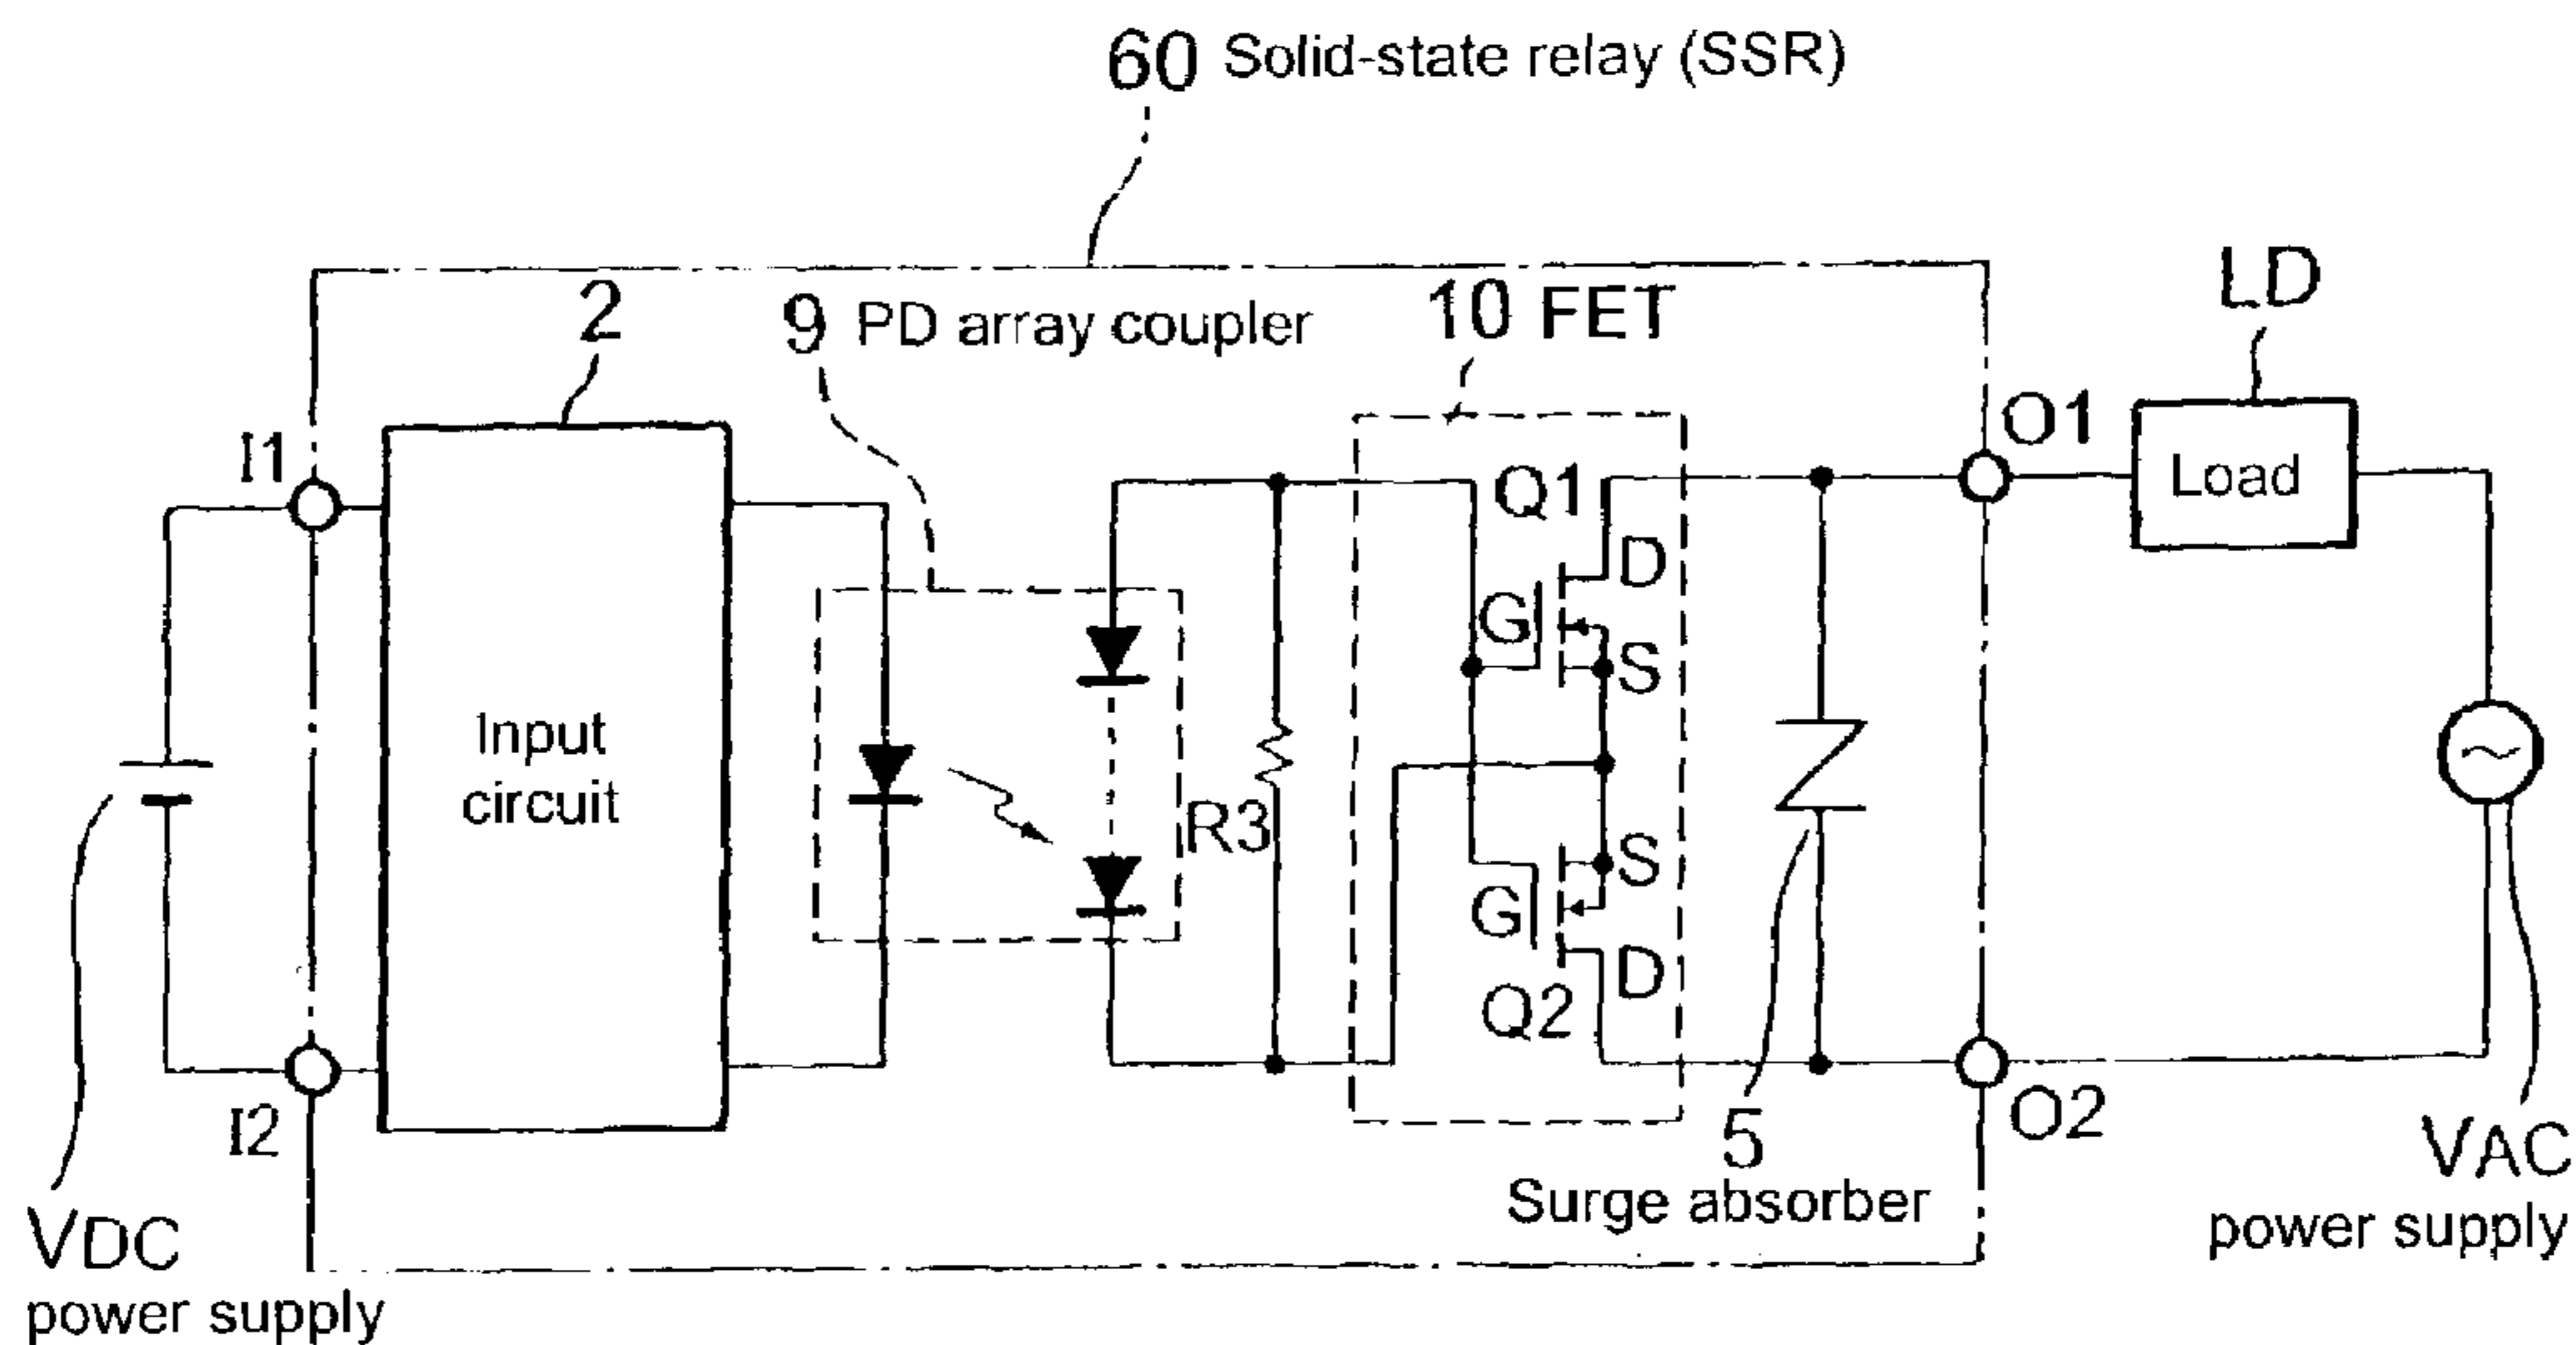 60 Solid-state relay (SSR)
2
9 PD array coupler
10 FET
LD
I1
O1
Load
Q1
D
G
S
Input
circuit
R3
S
G
D
Q2
I2
O2
5
Surge absorber
VDC
power supply
VAC
power supply